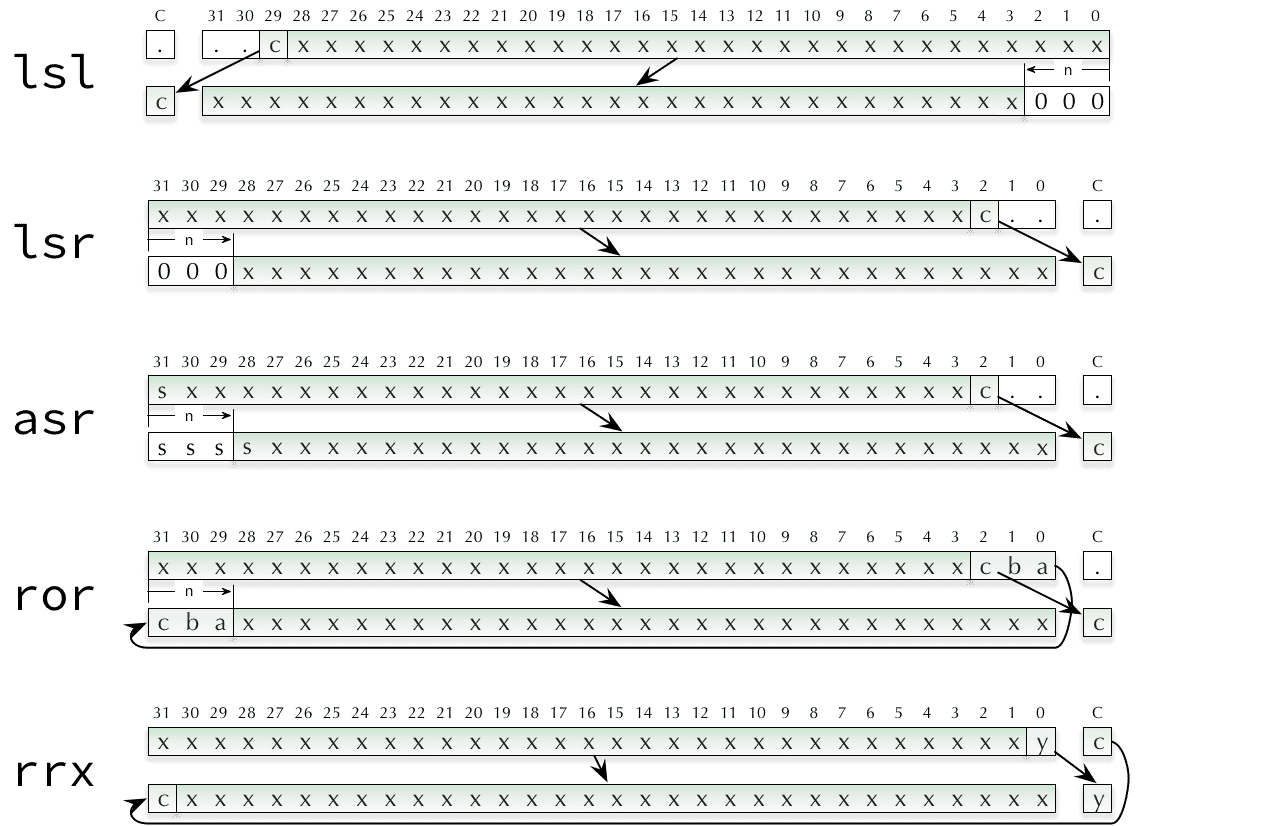 C 31 30 29 28 27 26 25 24 23 22 21 20 19 18 17 16 15 14 13 12 11 10 9 8 7 6 5 4 3 2 1 0
. . . c x x x x x x x x x x x x x x x x x x x x x x x x x x x x x
lsl n
c x x x x x x x x x x x x x x x x x x x x x x x x x x x x x 0 0 0
31 30 29 28 27 26 25 24 23 22 21 20 19 18 17 16 15 14 13 12 11 10 9 8 7 6 5 4 3 2 1 0 C
x x x x x x x x x x x x x x x x x x x x x x x x x x x x x c . . .
lsr n
0 0 0 x x x x x x x x x x x x x x x x x x x x x x x x x x x x x c
31 30 29 28 27 26 25 24 23 22 21 20 19 18 17 16 15 14 13 12 11 10 9 8 7 6 5 4 3 2 1 0 C
s x x x x x x x x x x x x x x x x x x x x x x x x x x x x c . . .
asr n
s s s s x x x x x x x x x x x x x x x x x x x x x x x x x x x x c
31 30 29 28 27 26 25 24 23 22 21 20 19 18 17 16 15 14 13 12 11 10 9 8 7 6 5 4 3 2 1 0 C
x x x x x x x x x x x x x x x x x x x x x x x x x x x x x c b a .
ror n
c b a x x x x x x x x x x x x x x x x x x x x x x x x x x x x x c
31 30 29 28 27 26 25 24 23 22 21 20 19 18 17 16 15 14 13 12 11 10 9 8 7 6 5 4 3 2 1 0 C
x x x x x x x x x x x x x x x x x x x x x x x x x x x x x x x y c
rrx
c x x x x x x x x x x x x x x x x x x x x x x x x x x x x x x x y